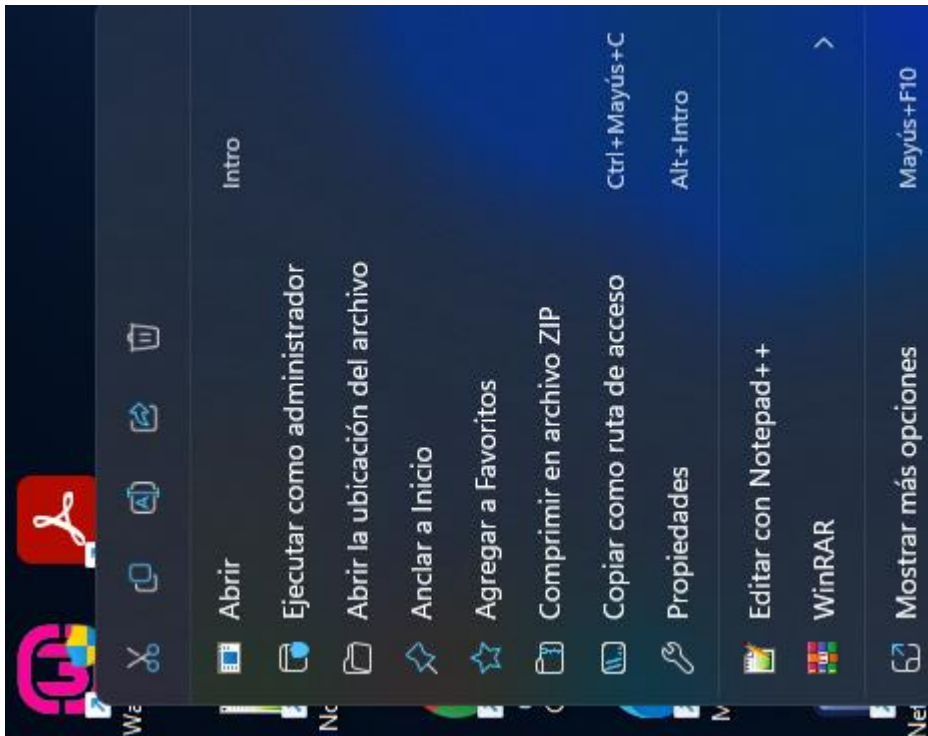 Abrir Intro
Ejecutar como administrador
Abrir la ubicación del archivo
Anclar a Inicio
Agregar a Favoritos
Comprimir en archivo ZIP
Copiar como ruta de acceso Ctrl+Mayús+C
Propiedades Alt+Intro
Editar con Notepad++
WinRAR
Mostrar más opciones Mayús+F10